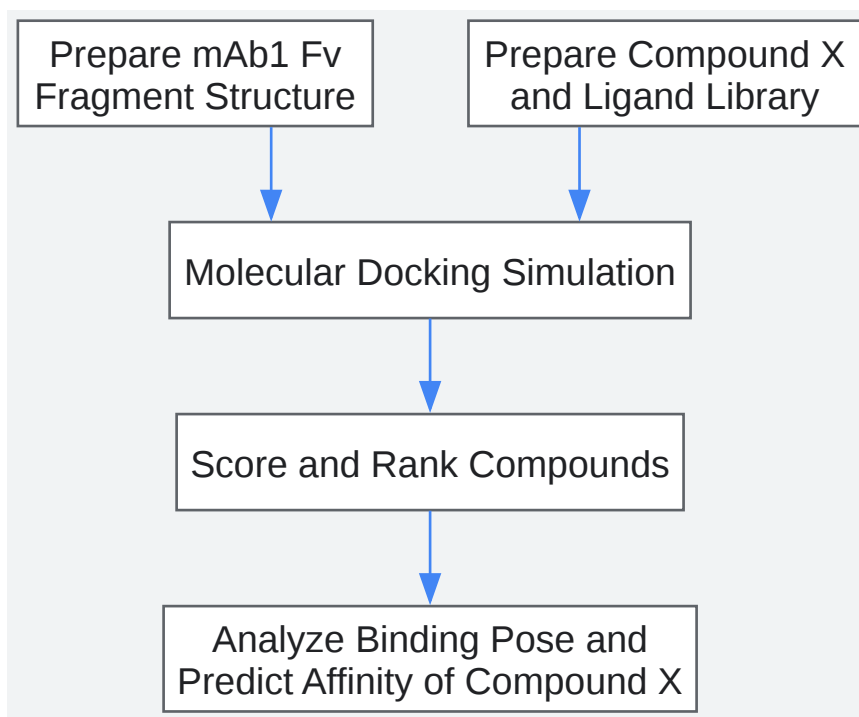 Prepare mAb1 Fv
Fragment Structure
Prepare Compound X
and Ligand Library
Molecular Docking Simulation
Score and Rank Compounds
Analyze Binding Pose and
Predict Affinity of Compound X